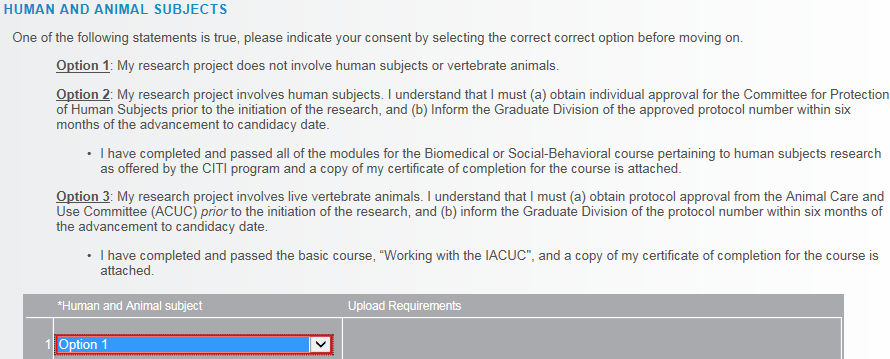 HUMAN AND ANIMAL SUBJECTS
One of the following statements is true, please indicate your consent by selecting the correct correct option before moving on.
Option 1: My research project does not involve human subjects or vertebrate animals.
Option 2: My research project involves human subjects. I understand that I must (a) obtain individual approval for the Committee for Protection
of Human Subjects prior to the initiation of the research, and (b) Inform the Graduate Division of the approved protocol number within six
months of the advancement to candidacy date.
• I have completed and passed all of the modules for the Biomedical or Social-Behavioral course pertaining to human subjects research
as offered by the CITI program and a copy of my certificate of completion for the course is attached.
Option 3: My research project involves live vertebrate animals. I understand that I must (a) obtain protocol approval from the Animal Care and
Use Committee (ACUC) prior to the initiation of the research, and (b) inform the Graduate Division of the protocol number within six months of
the advancement to candidacy date.
• I have completed and passed the basic course, “Working with the IACUC", and a copy of my certificate of completion for the course is
attached.
*Human and Animal subject Upload Requirements
1 Option 1